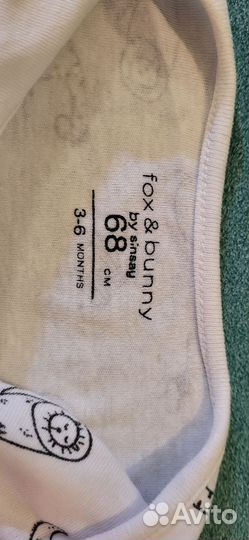 fox & bunny
by sinsay
68 CM
3-6 MONTHS
Avito